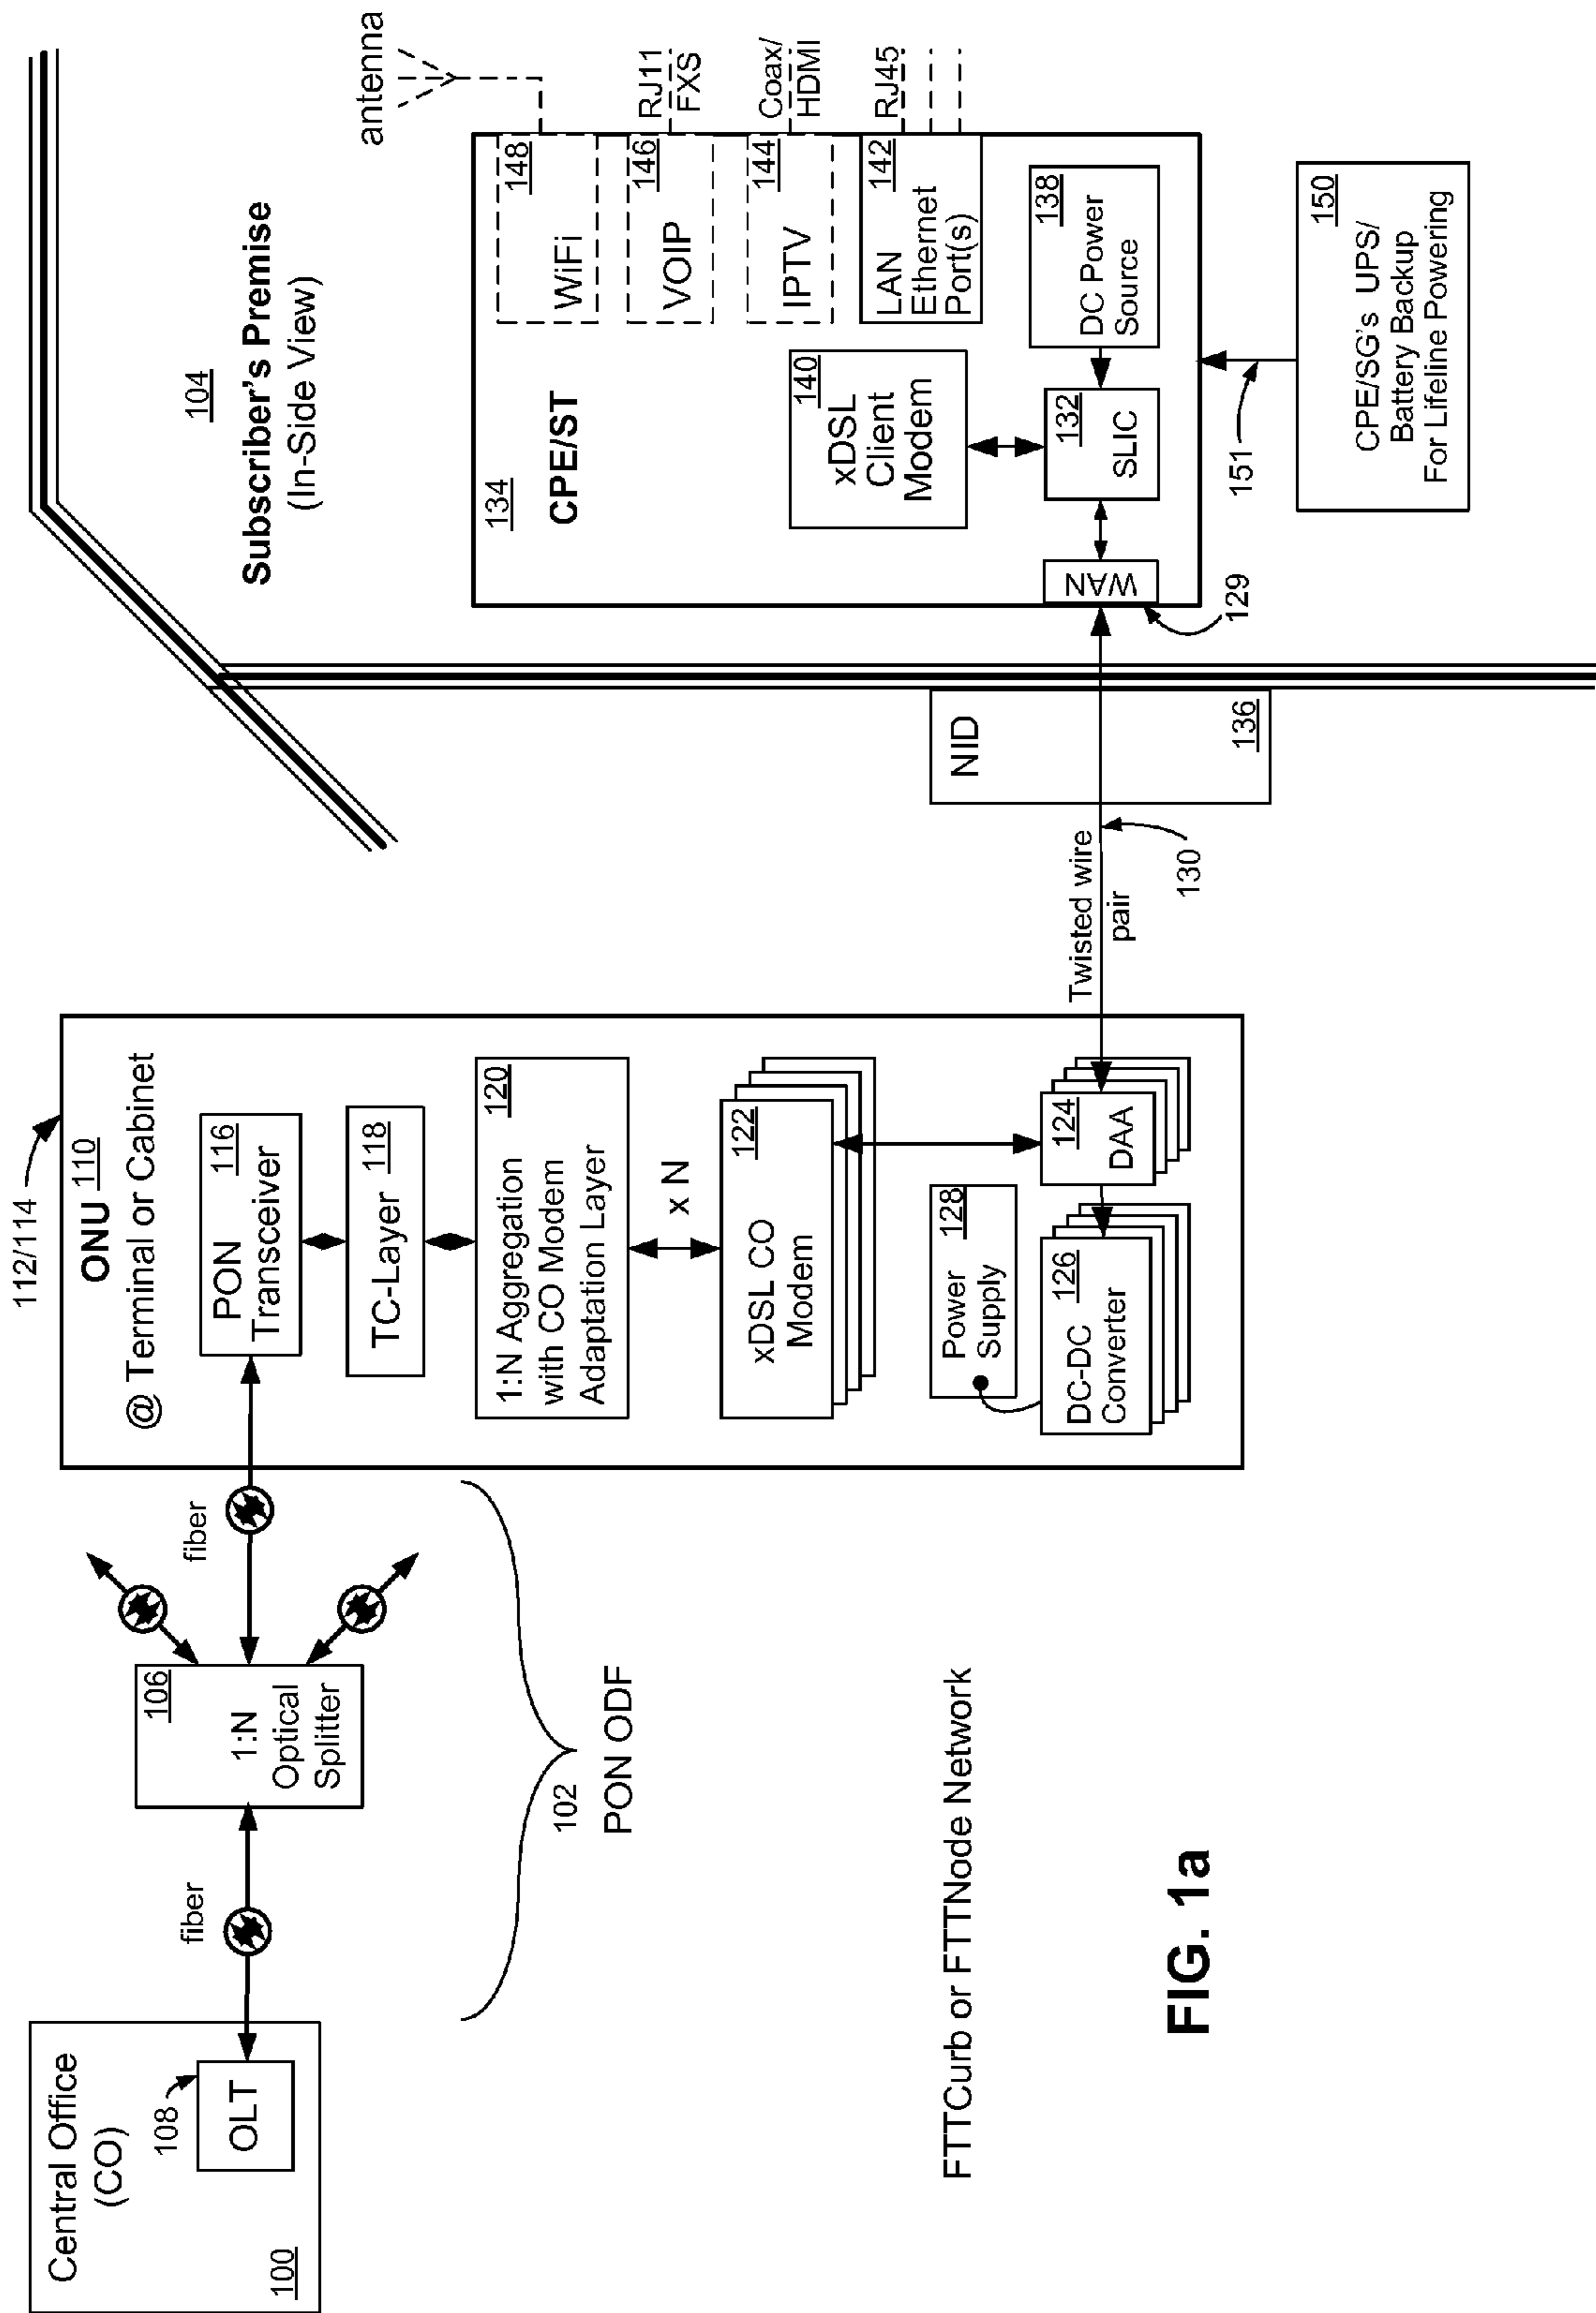 Central Office
(CO)
108
OLT
100
fiber
106
1:N
Optical
Splitter
fiber
102
PON ODF
112/114
ONU 110
@ Terminal or Cabinet
PON 116
Transceiver
TC-Layer 118
120
1:N Aggregation
with CO Modem
Adaptation Layer
x N
122
xDSL CO
Modem
128
Power
Supply
124
DAA
126
DC-DC
Converter
Twisted wire
pair
130
NID
136
104
Subscriber's Premise
(In-Side View)
134
CPE/ST
antenna
148
WiFi
146
VOIP
RJ11
FXS
144
IPTV
Coax/
HDMI
142
LAN
Ethernet
Port(s)
RJ45
140
xDSL
Client
Modem
138
DC Power
Source
132
SLIC
WAN
129
151
150
CPE/SG's UPS/
Battery Backup
For Lifeline Powering
FTTCurb or FTTNode Network
FIG. 1a